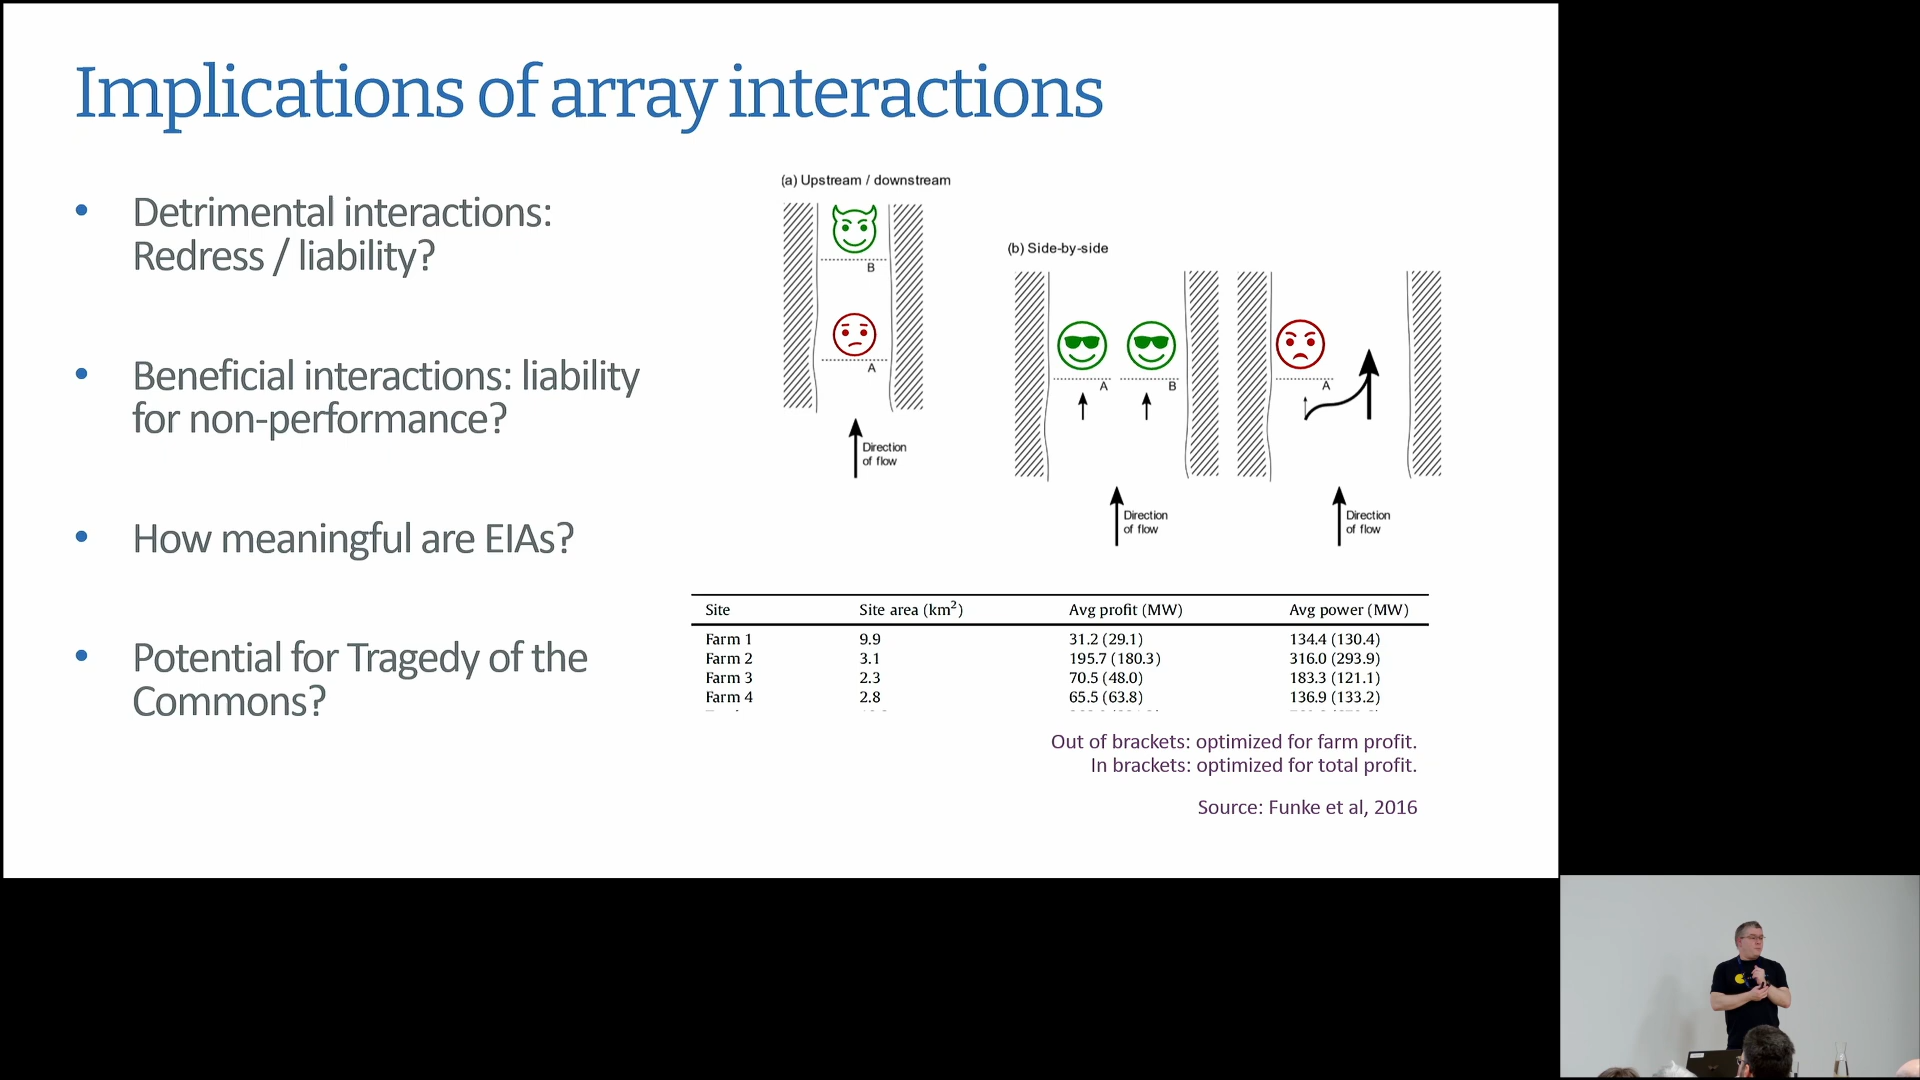 Implications of array interactions
• Detrimental interactions:
Redress / liability?
• Beneficial interactions: liability
for non-performance?
• How meaningful are EIAs?
• Potential for Tragedy of the
Commons?
(a) Upstream / downstream
B
A
Direction
of flow
(b) Side-by-side
A B
A
Direction
of flow
Direction
of flow
Site Site area (km²) Avg profit (MW) Avg power (MW)
Farm 1 9.9 31.2 (29.1) 134.4 (130.4)
Farm 2 3.1 195.7 (180.3) 316.0 (293.9)
Farm 3 2.3 70.5 (48.0) 183.3 (121.1)
Farm 4 2.8 65.5 (63.8) 136.9 (133.2)
Out of brackets: optimized for farm profit.
In brackets: optimized for total profit.
Source: Funke et al, 2016